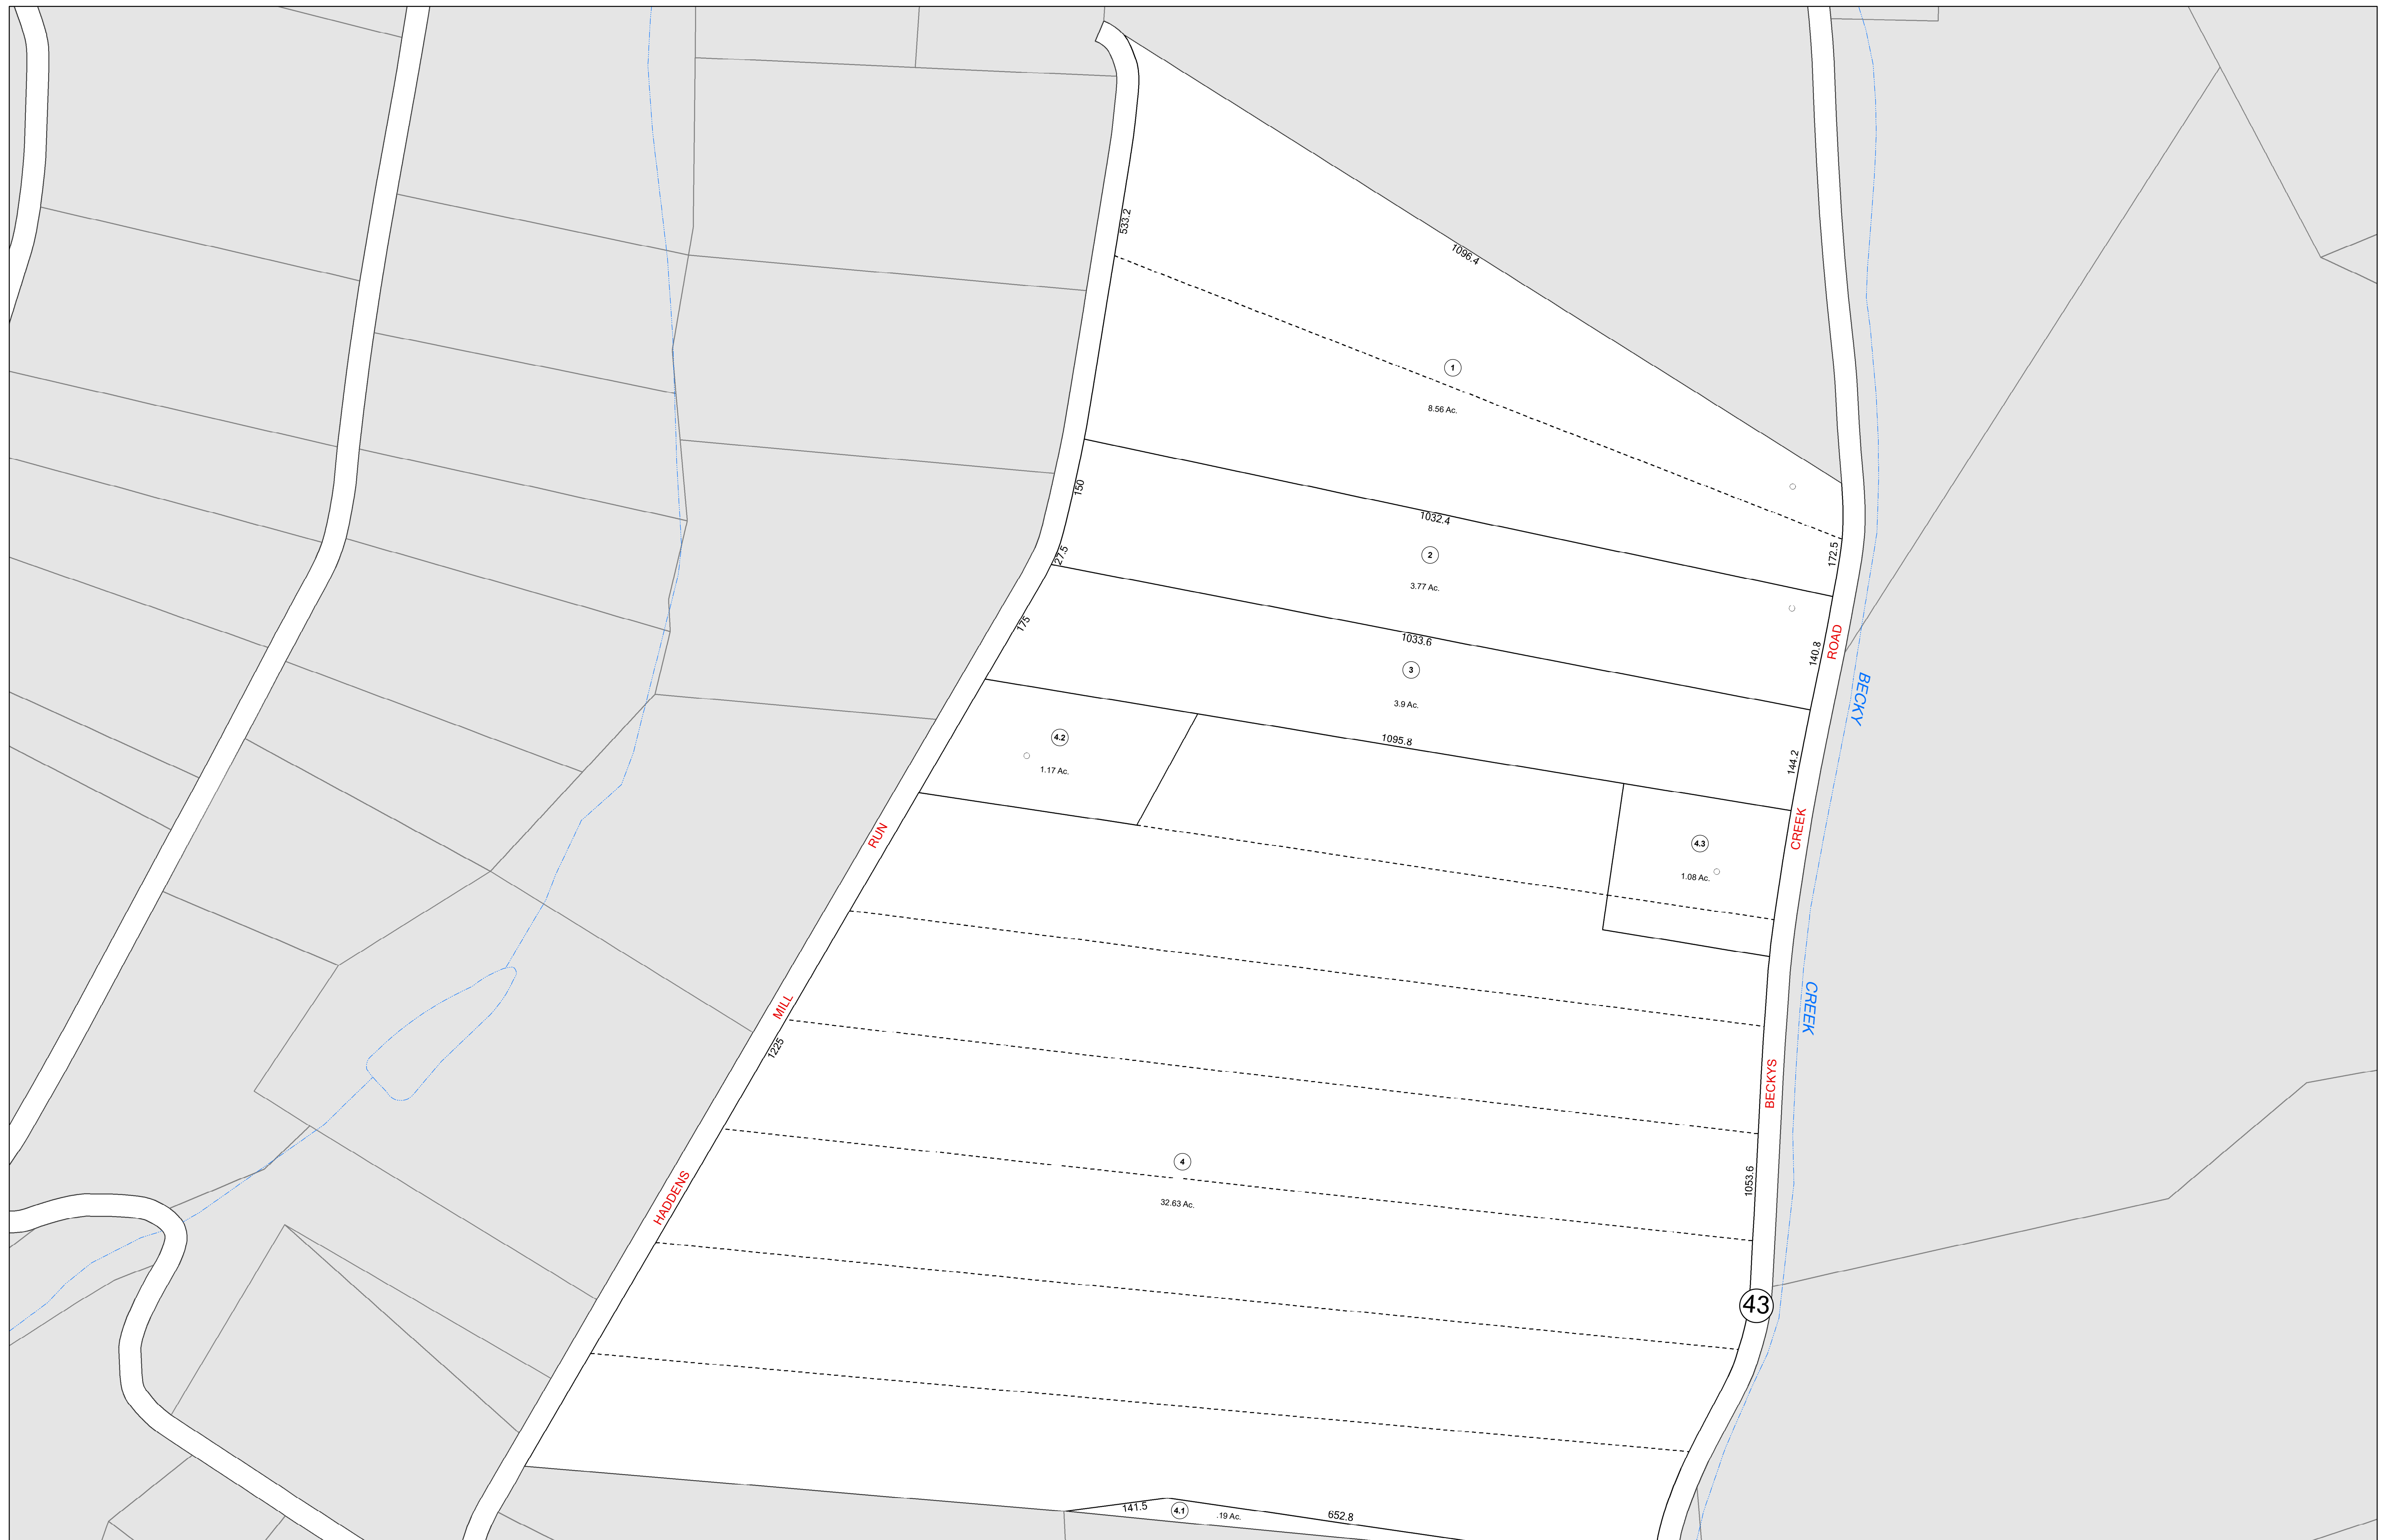 533.2
1096.4
1
8.56 Ac.
150
1032.4
172.5
27.5
2
3.77 Ac.
175
1033.6
140.8
ROAD
3
3.9 Ac.
BECKY
4.2
1.17 Ac.
1095.8
144.2
RUN
CREEK
4.3
1.08 Ac.
MILL
CREEK
1225
BECKYS
HADDENS
4
32.63 Ac.
1053.6
43
141.5
4.1
.19 Ac.
652.8